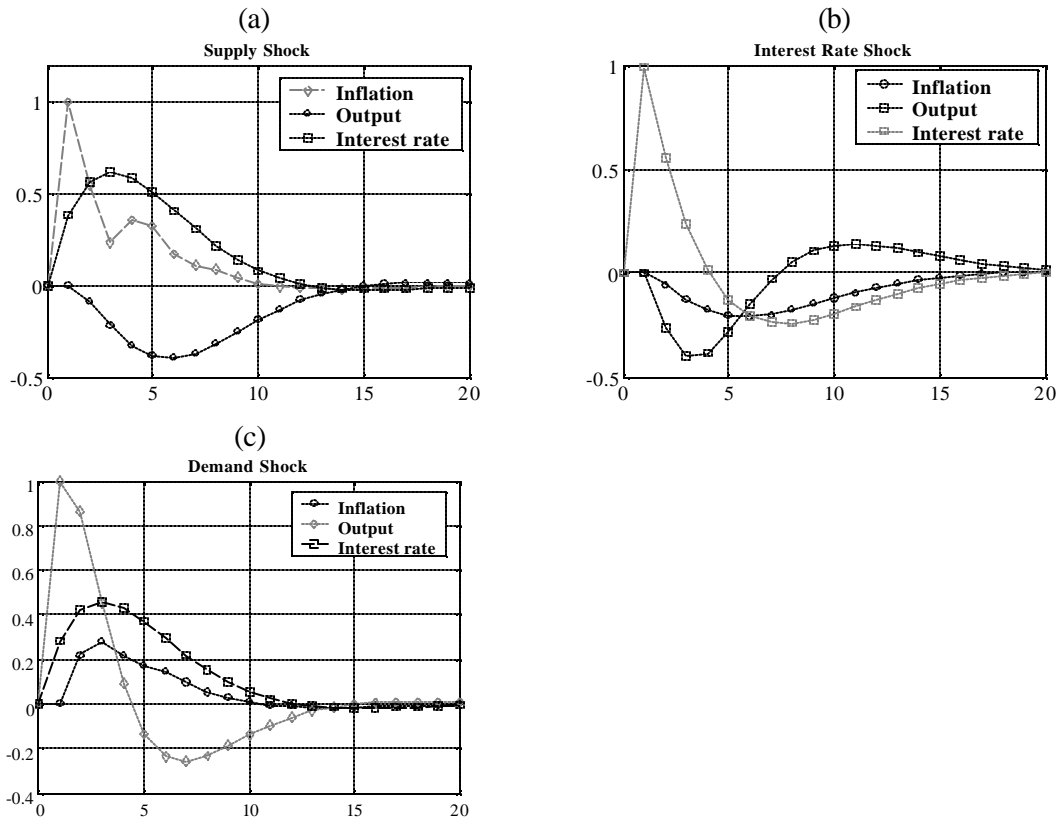 (a)
Supply Shock
Inflation
Output
Interest rate
1
0.5
0
-0.5
0
5
10
15
20
(b)
Interest Rate Shock
Inflation
Output
Interest rate
1
0.5
0
-0.5
0
5
10
15
20
(c)
Demand Shock
Inflation
Output
Interest rate
1
0.8
0.6
0.4
0.2
0
-0.2
-0.4
0
5
10
15
20